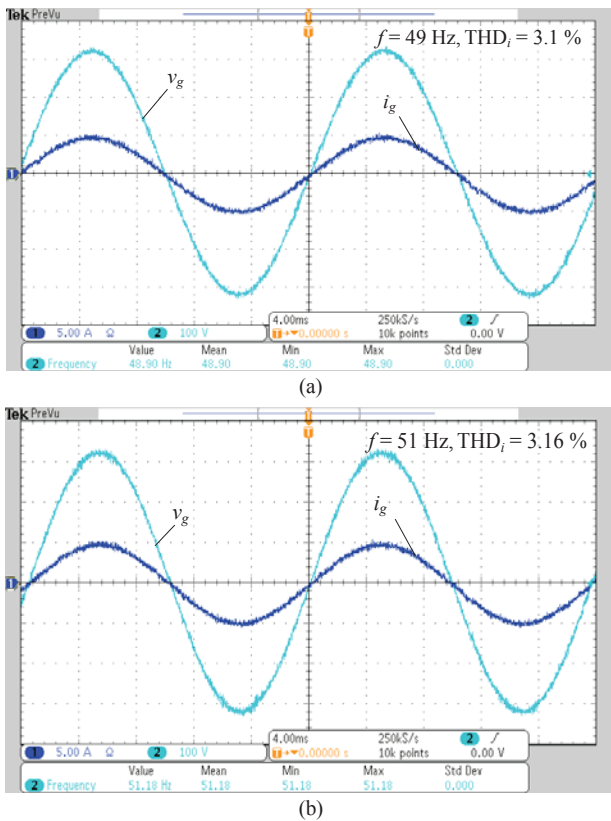 Tek PreVu
T
f = 49 Hz, THDi = 3.1 %
vg
ig
T
4.00ms 250kS/s 2 ʃ
1 5.00 A Ω 2 100 V T→▼0.00000 s 10k points 0.00 V
Value Mean Min Max Std Dev
2 Frequency 48.90 Hz 48.90 48.90 48.90 0.000
(a)
Tek PreVu
T
f = 51 Hz, THDi = 3.16 %
vg
ig
T
4.00ms 250kS/s 2 ʃ
1 5.00 A Ω 2 100 V T→▼0.00000 s 10k points 0.00 V
Value Mean Min Max Std Dev
2 Frequency 51.18 Hz 51.18 51.18 51.18 0.000
(b)